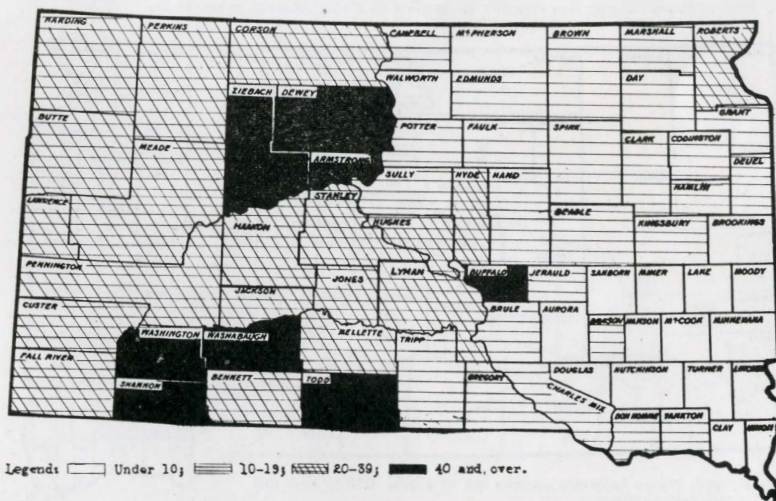 HARDING PERKINS CORSON CAMPBELL McPHERSON BROWN MARSHALL ROBERTS
WALWORTH EDMUNDS DAY
ZIEBACH DEWEY GRANT
BUTTE POTTER FAULK SPINK CLARK CODINGTON
MEADE ARMSTRONG DEUEL
SULLY HYDE HAND HAMLIN
LAWRENCE STANLEY
HAAKON HUGHES BEADLE KINGSBURY BROOKINGS
PENNINGTON JONES LYMAN BUFFALO JERAULD SANBORN MINER LAKE MOODY
JACKSON
CUSTER BRULE AURORA HANSON McCOOK MINNEHAHA
WASHINGTON WASHABAUGH MELLETTE
TRIPP
FALL RIVER DOUGLAS HUTCHINSON TURNER LINCOLN
SHANNON BENNETT TODD GREGORY
CHARLES MIX
BON HOMME YANKTON CLAY UNION
Legend: Under 10; 10-19; 20-39; 40 and over.